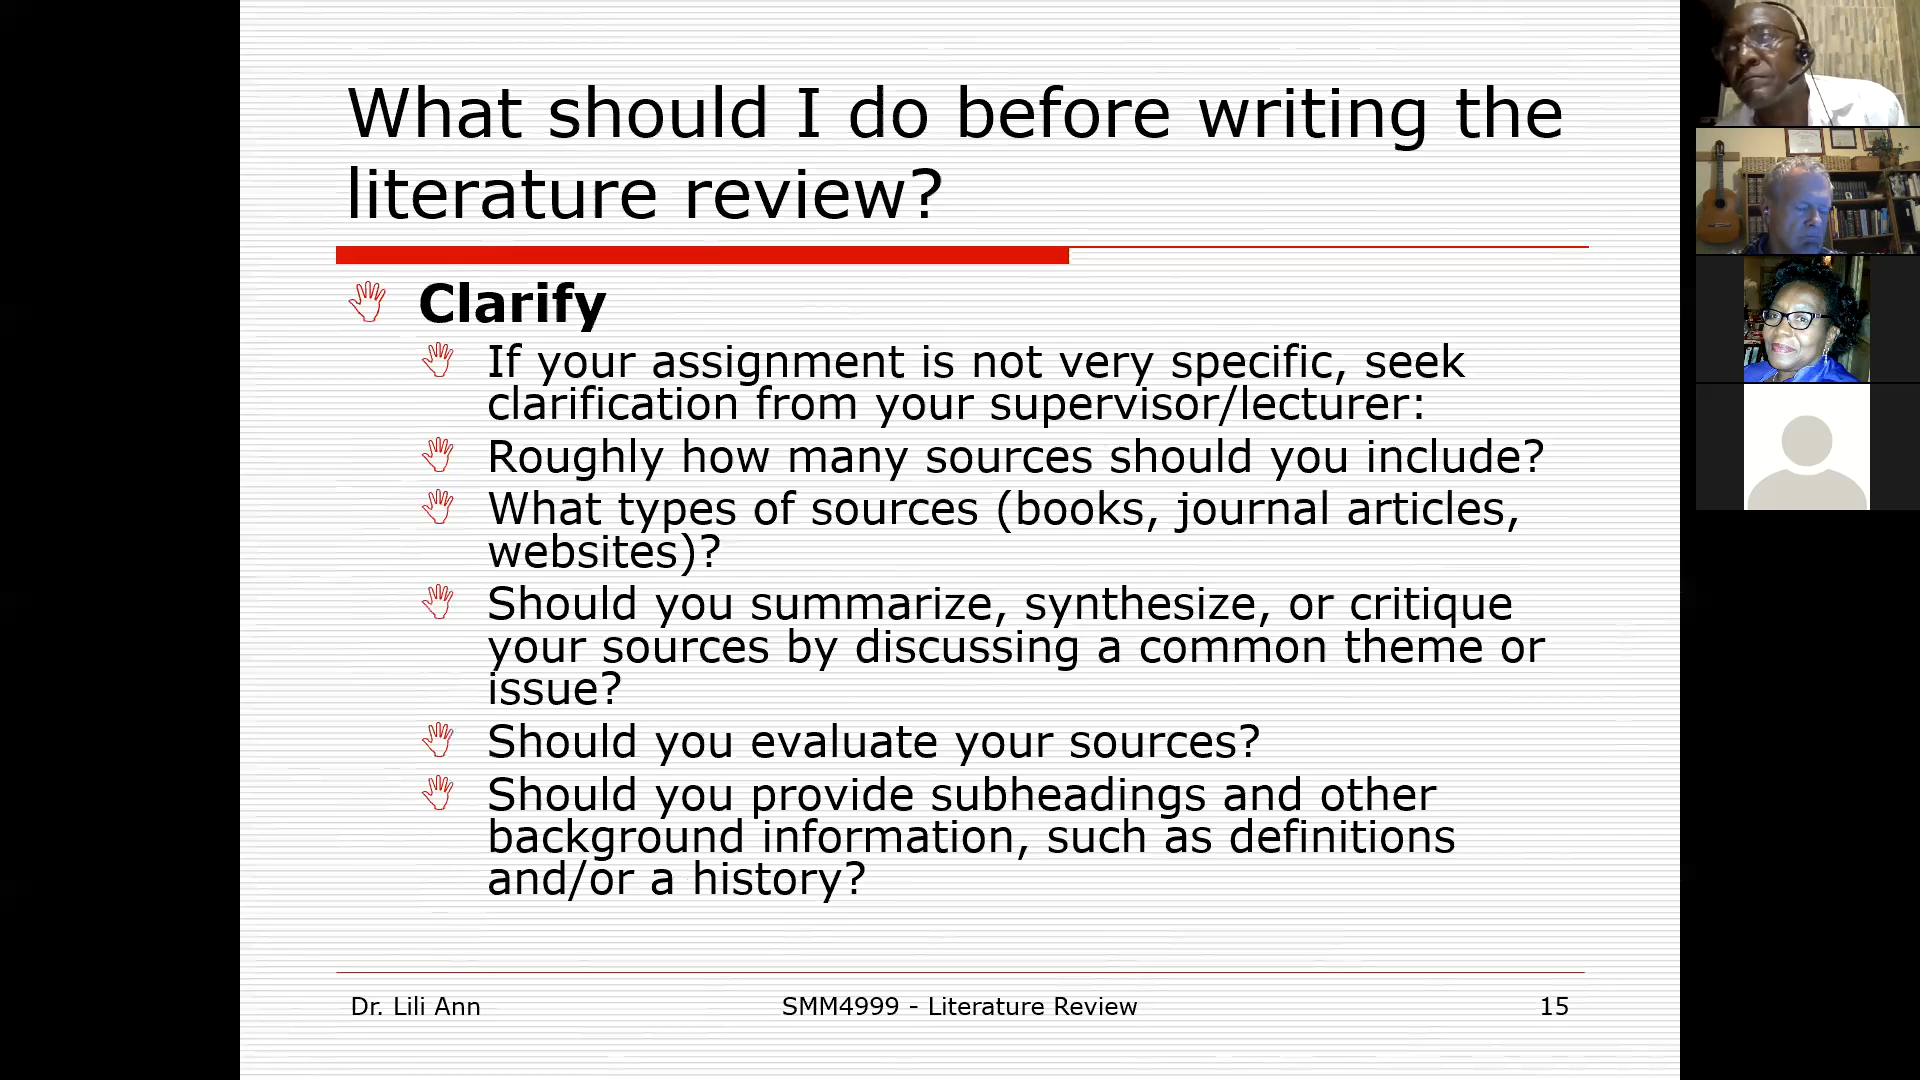 What should I do before writing the
literature review?
Clarify
If your assignment is not very specific, seek
clarification from your supervisor/lecturer:
Roughly how many sources should you include?
What types of sources (books, journal articles,
websites)?
Should you summarize, synthesize, or critique
your sources by discussing a common theme or
issue?
Should you evaluate your sources?
Should you provide subheadings and other
background information, such as definitions
and/or a history?
Dr. Lili Ann
SMM4999 - Literature Review
15